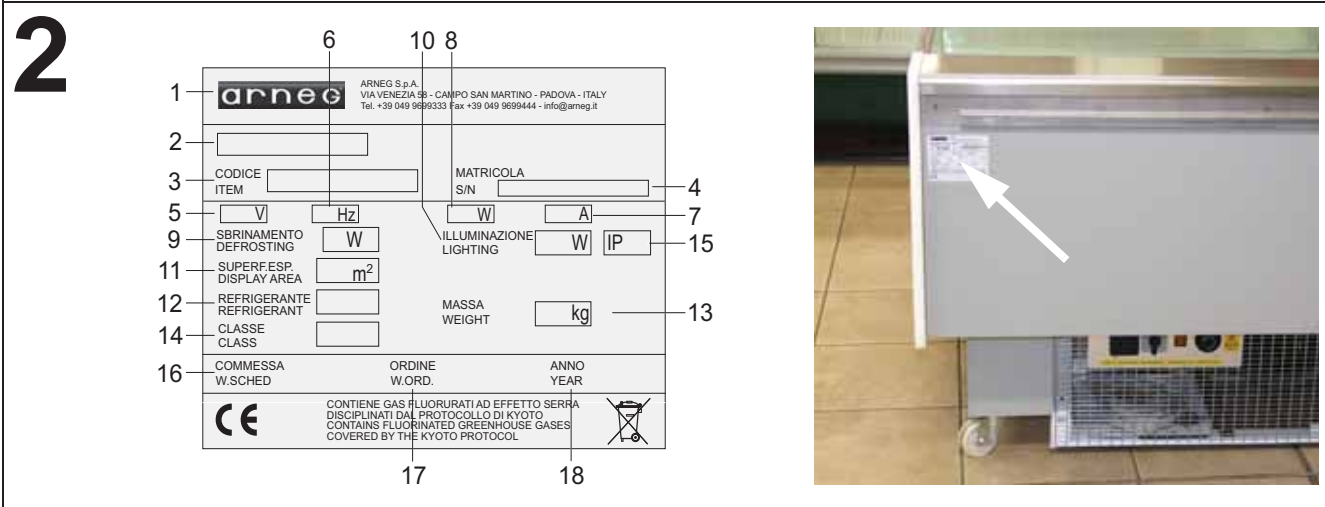 2
6 10 8
1 arneg ARNEG S.p.A.
VIA VENEZIA 58 - CAMPO SAN MARTINO - PADOVA - ITALY
Tel. +39 049 9699333 Fax +39 049 9699444 - info@arneg.it
2
3 CODICE
ITEM
MATRICOLA
S/N 4
5 V Hz W A 7
9 SBRINAMENTO
DEFROSTING W
ILLUMINAZIONE
LIGHTING W IP 15
11 SUPERF.ESP.
DISPLAY AREA m²
12 REFRIGERANTE
REFRIGERANT
MASSA
WEIGHT kg 13
14 CLASSE
CLASS
16 COMMESSA
W.SCHED
ORDINE
W.ORD.
ANNO
YEAR
CE CONTIENE GAS FLUORURATI AD EFFETTO SERRA
DISCIPLINATI DAL PROTOCOLLO DI KYOTO
CONTAINS FLUORINATED GREENHOUSE GASES
COVERED BY THE KYOTO PROTOCOL
17 18